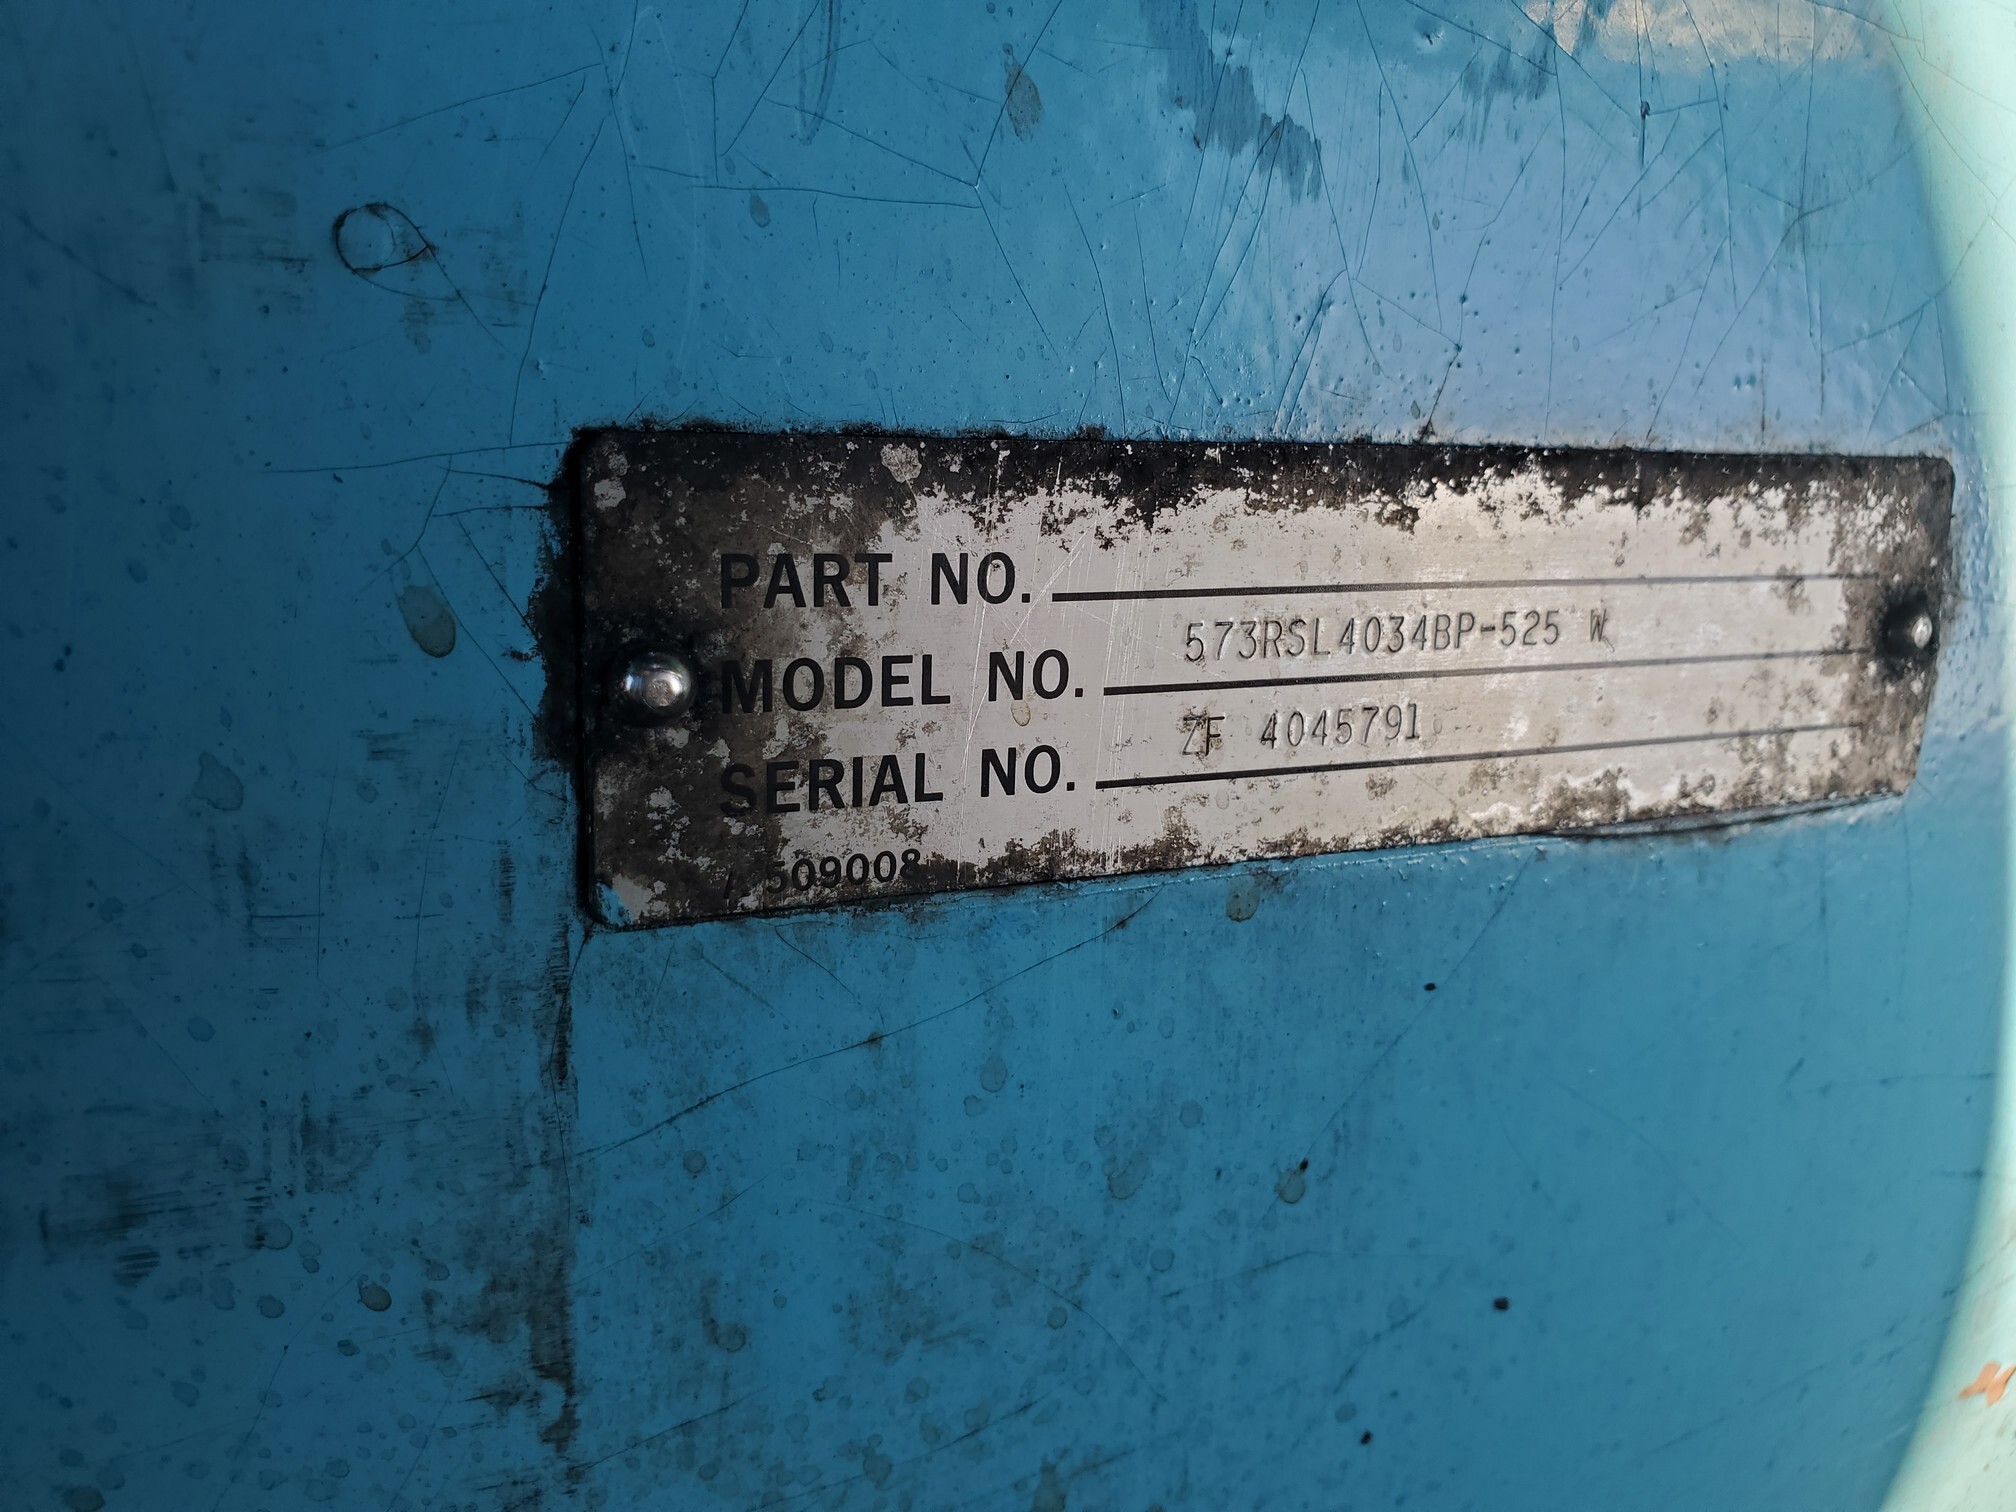 PART NO.
MODEL NO. 573RSL4034BP-525 W
SERIAL NO. ZF 4045791
A 509008